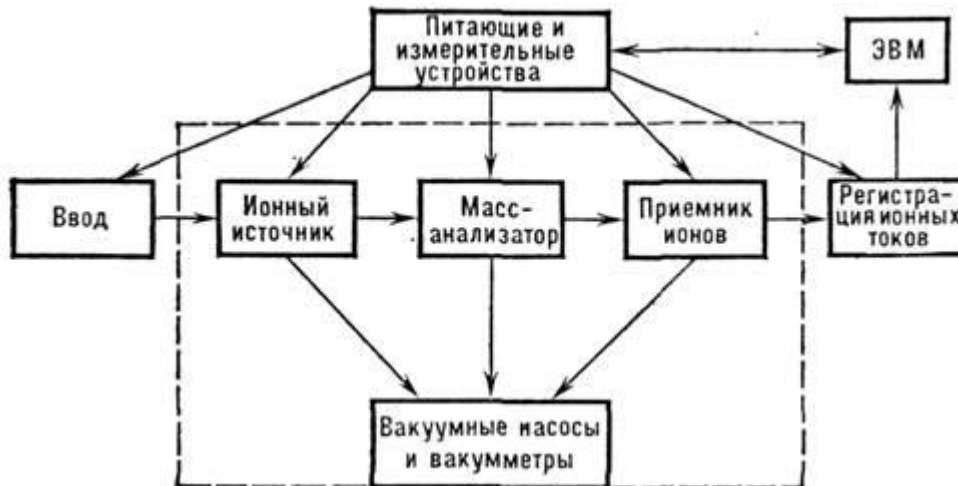 Питающие и
измерительные
устройства
ЭВМ
Ввод
Ионный
источник
Масс-
анализатор
Приемник
ионов
Регистра-
ция ионных
токов
Вакуумные насосы
и вакумметры